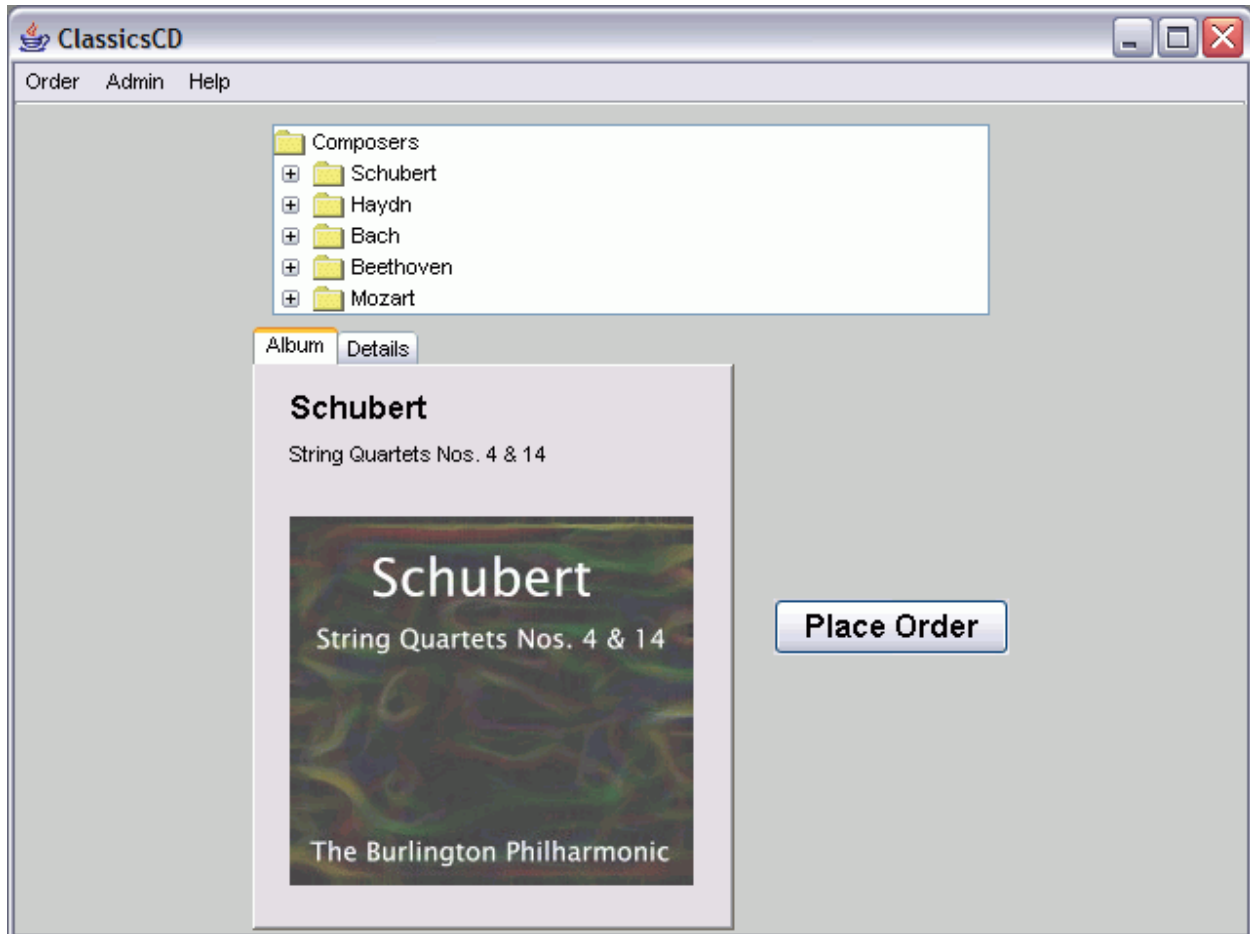 ClassicsCD
Order Admin Help
Composers
Schubert
Haydn
Bach
Beethoven
Mozart
Album Details
Schubert
String Quartets Nos. 4 & 14
Schubert
String Quartets Nos. 4 & 14
Place Order
The Burlington Philharmonic